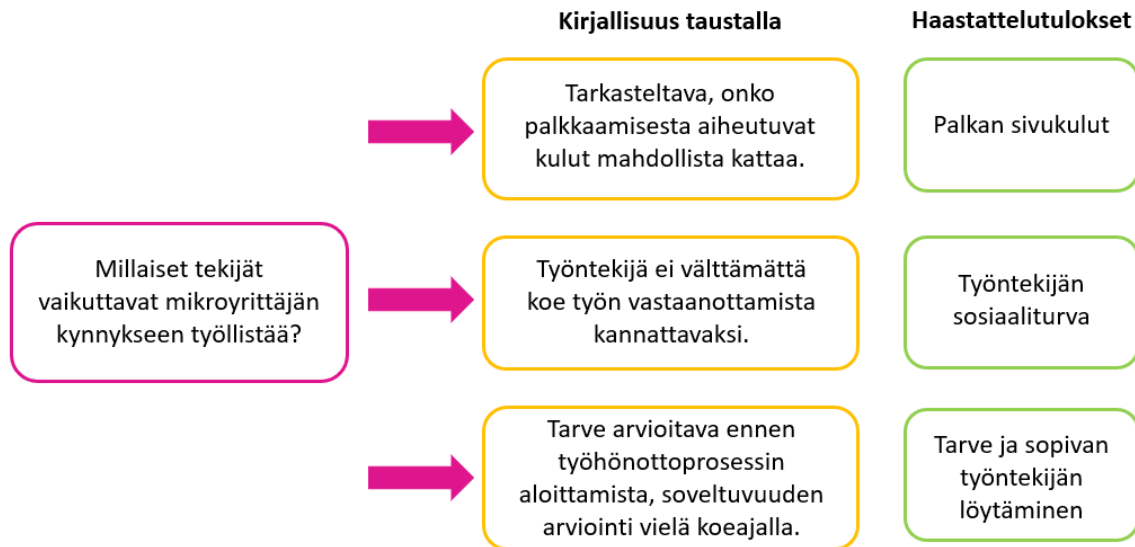 Kirjallisuus taustalla
Haastattelutulokset
Tarkasteltava, onko
palkkaamisesta aiheutuvat
kulut mahdollista kattaa.
Palkan sivukulut
Millaiset tekijät
vaikuttavat mikroyrittäjän
kynnykseen työllistää?
Työntekijä ei välttämättä
koe työn vastaanottamista
kannattavaksi.
Työntekijän
sosiaaliturva
Tarve arvioitava ennen
työhönottoprosessin
aloittamista, soveltuvuuden
arviointi vielä koeajalla.
Tarve ja sopivan
työntekijän
löytäminen